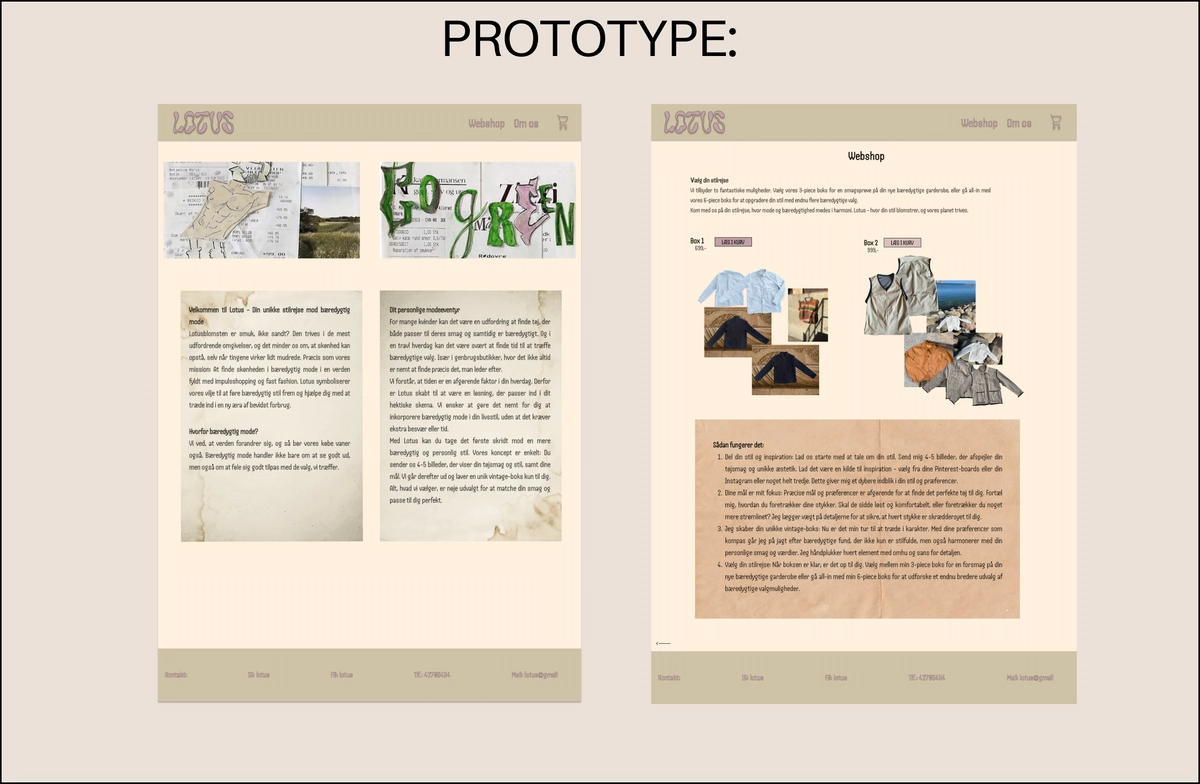 PROTOTYPE:
LOTUS
Webshop Om os
GO GREEN
Rødovre
Velkommen til Lotus - Din unikke stilrejse mod bæredygtig
mode
Lotusblomsten er smuk, ikke sandt? Den trives i de mest
udfordrende omgivelser, og det minder os om, at skønhed kan
opstå, selv når tingene virker lidt mudrede. Præcis som vores
mission: At finde skønheden i bæredygtig mode i en verden
fyldt med impulsshopping og fast fashion. Lotus symboliserer
vores vilje til at føre bæredygtig stil frem og hjælpe dig med at
træde ind i en ny æra af bevidst forbrug.
Hvorfor bæredygtig mode?
Vi ved, at verden forandrer sig, og så bør vores købe vaner
også. Bæredygtig mode handler ikke bare om at se godt ud,
men også om at føle sig godt tilpas med de valg, vi træffer.
Dit personlige modeeventyr
For mange kvinder kan det være en udfordring at finde tøj, der
både passer til deres smag og samtidig er bæredygtigt. Og i
en travl hverdag kan det være svært at finde tid til at træffe
bæredygtige valg. Især i genbrugsbutikker, hvor det ikke altid
er nemt at finde præcis det, man leder efter.
Vi forstår, at tiden er en afgørende faktor i din hverdag. Derfor
er Lotus skabt til at være en løsning, der passer ind i dit
hektiske skema. Vi ønsker at gøre det nemt for dig at
inkorporere bæredygtig mode i din livsstil, uden at det kræver
ekstra besvær eller tid.
Med Lotus kan du tage det første skridt mod en mere
bæredygtig og personlig stil. Vores koncept er enkelt: Du
sender os 4-5 billeder, der viser din tøjsmag og stil, samt dine
mål. Vi går derefter ud og laver en unik vintage-boks kun til dig.
Alt, hvad vi vælger, er nøje udvalgt for at matche din smag og
passe til dig perfekt.
Kontakt: IG: lotus FB: lotus Tlf.: 42798494 Mail: lotus@gmail
LOTUS
Webshop Om os
Webshop
Vælg din stilrejse
Vi tilbyder to fantastiske muligheder. Vælg vores 3-piece boks for en smagsprøve på din nye bæredygtige garderobe, eller gå all-in med
vores 6-piece boks for at opgradere din stil med endnu flere bæredygtige valg.
Kom med os på din stilrejse, hvor mode og bæredygtighed mødes i harmoni. Lotus - hvor din stil blomstrer, og vores planet trives.
Box 1 LÆG I KURV
699,-
Box 2 LÆG I KURV
999,-
Sådan fungerer det:
1. Del din stil og inspiration: Lad os starte med at tale om din stil. Send mig 4-5 billeder, der afspejler din
tøjsmag og unikke æstetik. Lad det være en kilde til inspiration - vælg fra dine Pinterest-boards eller din
Instagram eller noget helt tredje. Dette giver mig et dybere indblik i din stil og præferencer.
2. Dine mål er mit fokus: Præcise mål og præferencer er afgørende for at finde det perfekte tøj til dig. Fortæl
mig, hvordan du foretrækker dine stykker. Skal de sidde løst og komfortabelt, eller foretrækker du noget
mere strømlinet? Jeg lægger vægt på detaljerne for at sikre, at hvert stykke er skræddersyet til dig.
3. Jeg skaber din unikke vintage-boks: Nu er det min tur til at træde i karakter. Med dine præferencer som
kompas går jeg på jagt efter bæredygtige fund, der ikke kun er stilfulde, men også harmonerer med din
personlige smag og værdier. Jeg håndplukker hvert element med omhu og sans for detaljen.
4. Vælg din stilrejse: Når boksen er klar, er det op til dig. Vælg mellem min 3-piece boks for en forsmag på din
nye bæredygtige garderobe eller gå all-in med min 6-piece boks for at udforske et endnu bredere udvalg af
bæredygtige valgmuligheder.
Kontakt: IG: lotus FB: lotus Tlf.: 42798494 Mail: lotus@gmail